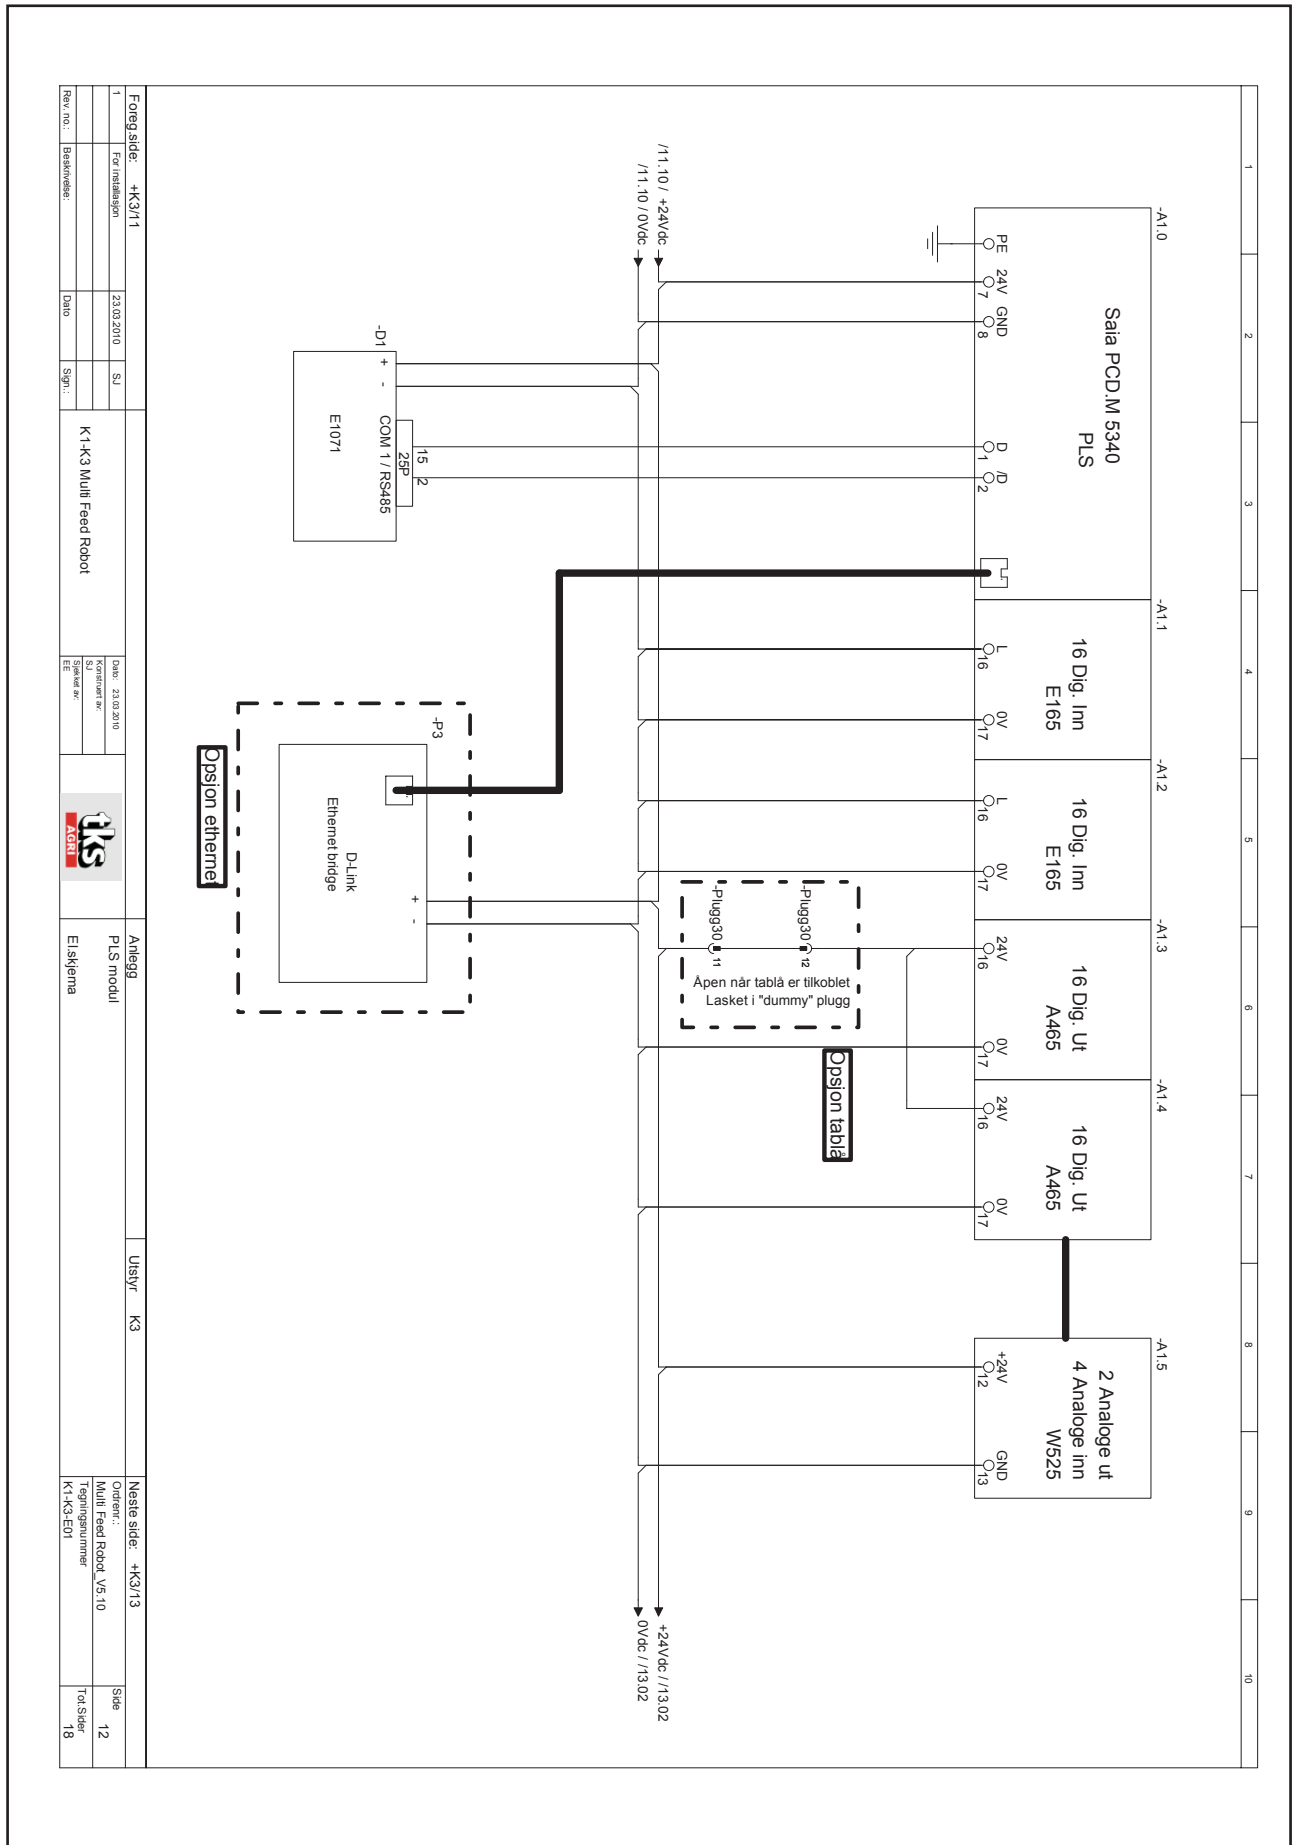 1 2 3 4 5 6 7 8 9 10
-A1.0
Saia PCD.M 5340
PLS
PE
24V
7
GND
8
D
1
/D
2
-A1.1
16 Dig. Inn
E165
L
16
0V
17
-A1.2
16 Dig. Inn
E165
L
16
0V
17
-A1.3
16 Dig. Ut
A465
24V
16
0V
17
-A1.4
16 Dig. Ut
A465
24V
16
0V
17
-A1.5
2 Analoge ut
4 Analoge inn
W525
+24V
12
GND
13
/11.10 / +24Vdc
/11.10 / 0Vdc
+24Vdc / /13.02
0Vdc / /13.02
-Plugg30
12
-Plugg30
11
Åpen når tablå er tilkoblet
Lasket i "dummy" plugg
Opsjon tablå
-D1
+ -
15 2
25P
COM 1 / RS485
E1071
-P3
+ -
D-Link
Ethernet bridge
Opsjon ethernet
Foreg.side: +K3/11
1 For installasjon 23.03.2010 SJ
Rev. no.: Beskrivelse: Dato Sign.:
K1-K3 Multi Feed Robot
Dato: 23.03.2010
Konstruert av:
SJ
Sjekket av:
EE
tks
AGRI
Anlegg
PLS modul
El.skjema
Utstyr K3
Neste side: +K3/13
Ordrenr.:
Multi Feed Robot_V5.10
Tegningsnummer
K1-K3-E01
Side
12
Tot.Sider
18